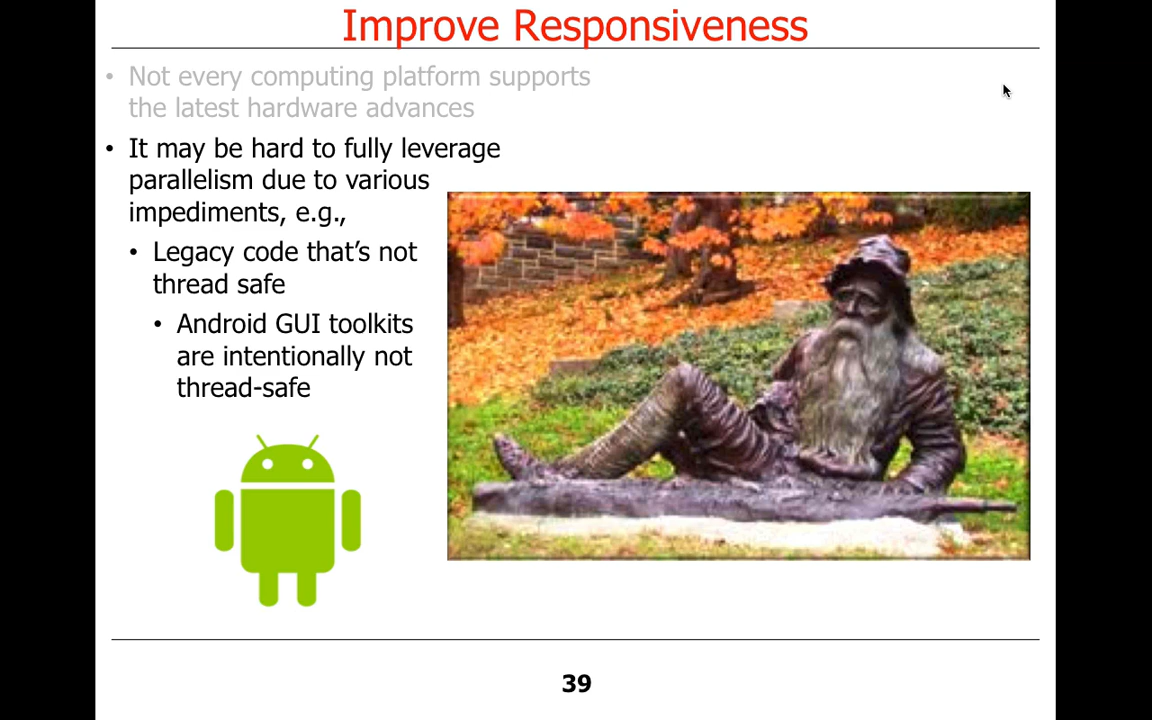 Improve Responsiveness
• Not every computing platform supports
the latest hardware advances
• It may be hard to fully leverage
parallelism due to various
impediments, e.g.,
• Legacy code that’s not
thread safe
• Android GUI toolkits
are intentionally not
thread-safe
39